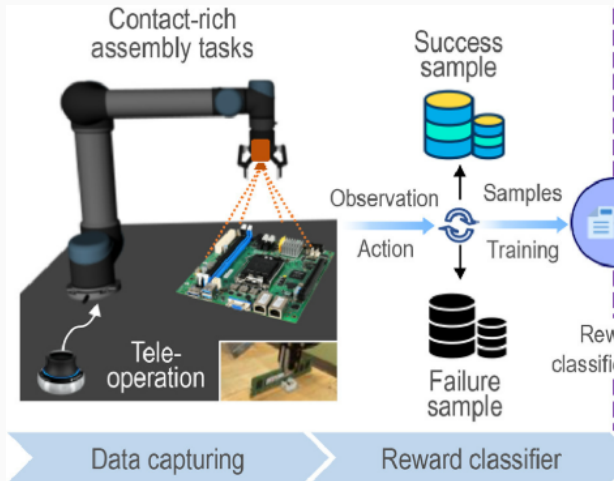 Contact-rich
assembly tasks
Success
sample
Observation
Samples
Action
Training
Tele-
operation
Failure
sample
Data capturing
Reward classifier